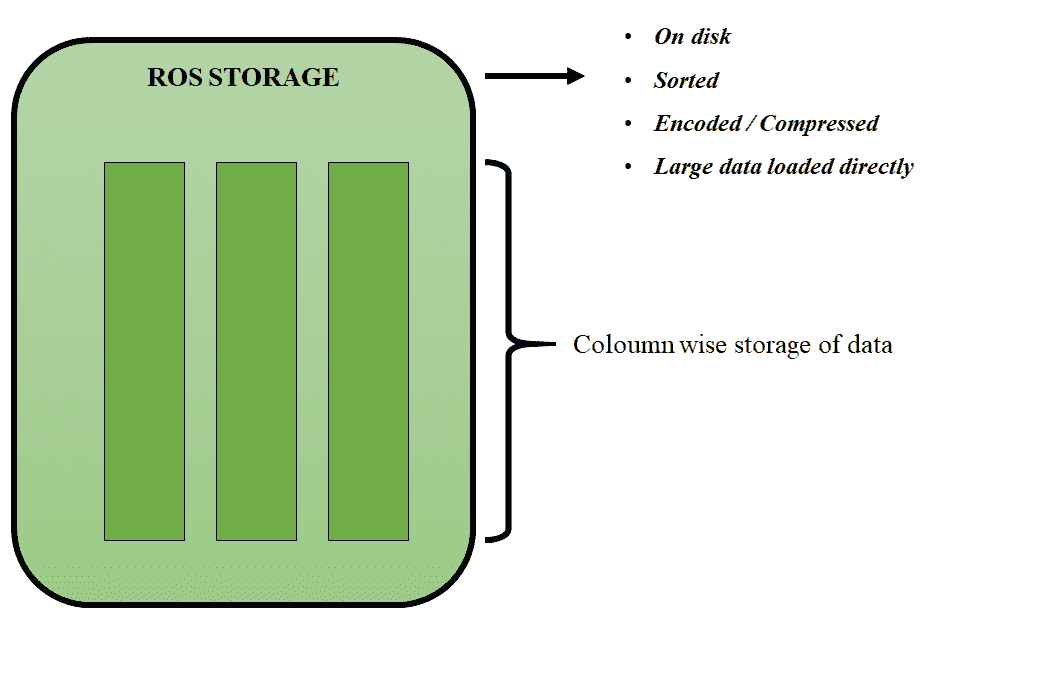 ROS STORAGE
• On disk
• Sorted
• Encoded / Compressed
• Large data loaded directly
Coloumn wise storage of data